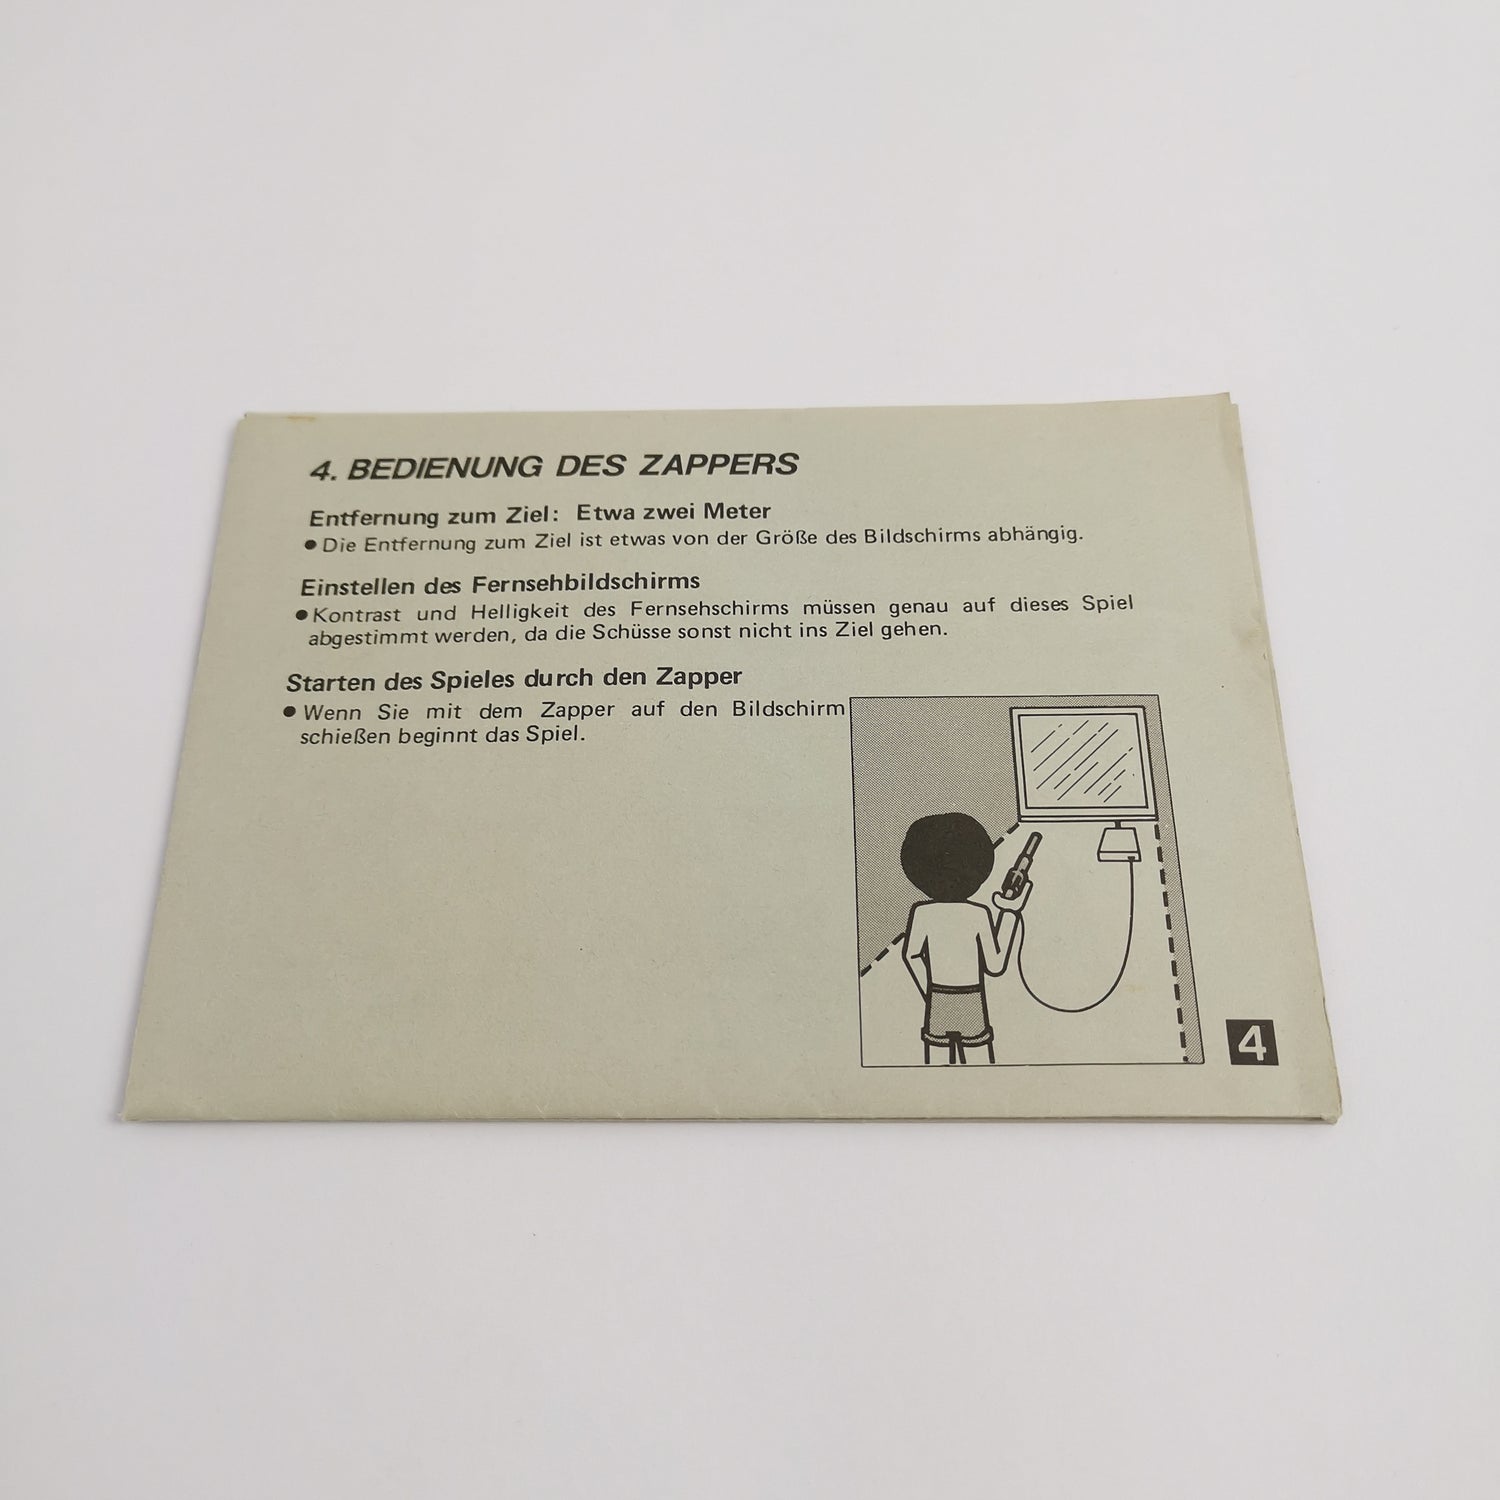 4. BEDIENUNG DES ZAPPERS
Entfernung zum Ziel: Etwa zwei Meter
● Die Entfernung zum Ziel ist etwas von der Größe des Bildschirms abhängig.
Einstellen des Fernsehbildschirms
● Kontrast und Helligkeit des Fernsehschirms müssen genau auf dieses Spiel
abgestimmt werden, da die Schüsse sonst nicht ins Ziel gehen.
Starten des Spieles durch den Zapper
● Wenn Sie mit dem Zapper auf den Bildschirm
schießen beginnt das Spiel.
4